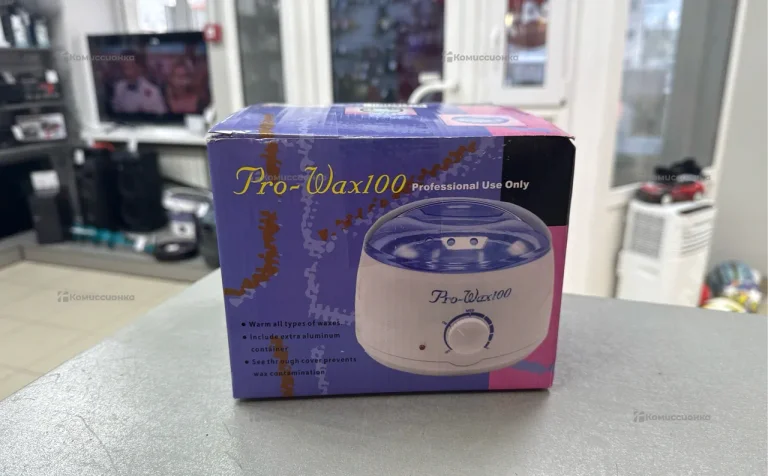 Комиссионка
Комиссионка
Pro-Wax100 Professional Use Only
Pro-Wax100
• Warm all types of waxes
• Include extra aluminum
container
• See through cover prevents
wax contamination
Комиссионка
Комиссионка
Комиссионка